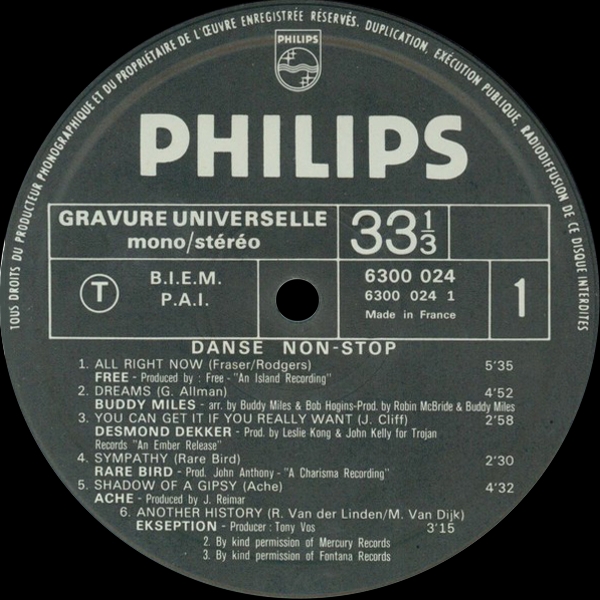 TOUS DROITS DU PRODUCTEUR PHONOGRAPHIQUE ET DU PROPRIÉTAIRE DE L'ŒUVRE ENREGISTRÉE RÉSERVÉS. DUPLICATION, EXÉCUTION PUBLIQUE, RADIODIFFUSION DE CE DISQUE INTERDITES
PHILIPS
PHILIPS
GRAVURE UNIVERSELLE
mono/stéréo
33 1/3
T
B.I.E.M.
P.A.I.
6300 024
6300 024 1
Made in France
1
DANSE NON-STOP
1. ALL RIGHT NOW (Fraser/Rodgers) 5'35
FREE - Produced by : Free - "An Island Recording"
2. DREAMS (G. Allman) 4'52
BUDDY MILES - arr. by Buddy Miles & Bob Hogins-Prod. by Robin McBride & Buddy Miles
3. YOU CAN GET IT IF YOU REALLY WANT (J. Cliff) 2'58
DESMOND DEKKER - Prod. by Leslie Kong & John Kelly for Trojan
Records "An Ember Release"
4. SYMPATHY (Rare Bird) 2'30
RARE BIRD - Prod. John Anthony - "A Charisma Recording"
5. SHADOW OF A GIPSY (Ache) 4'32
ACHE - Produced by J. Reimar
6. ANOTHER HISTORY (R. Van der Linden/M. Van Dijk)
EKSEPTION - Producer : Tony Vos 3'15
2. By kind permission of Mercury Records
3. By kind permission of Fontana Records